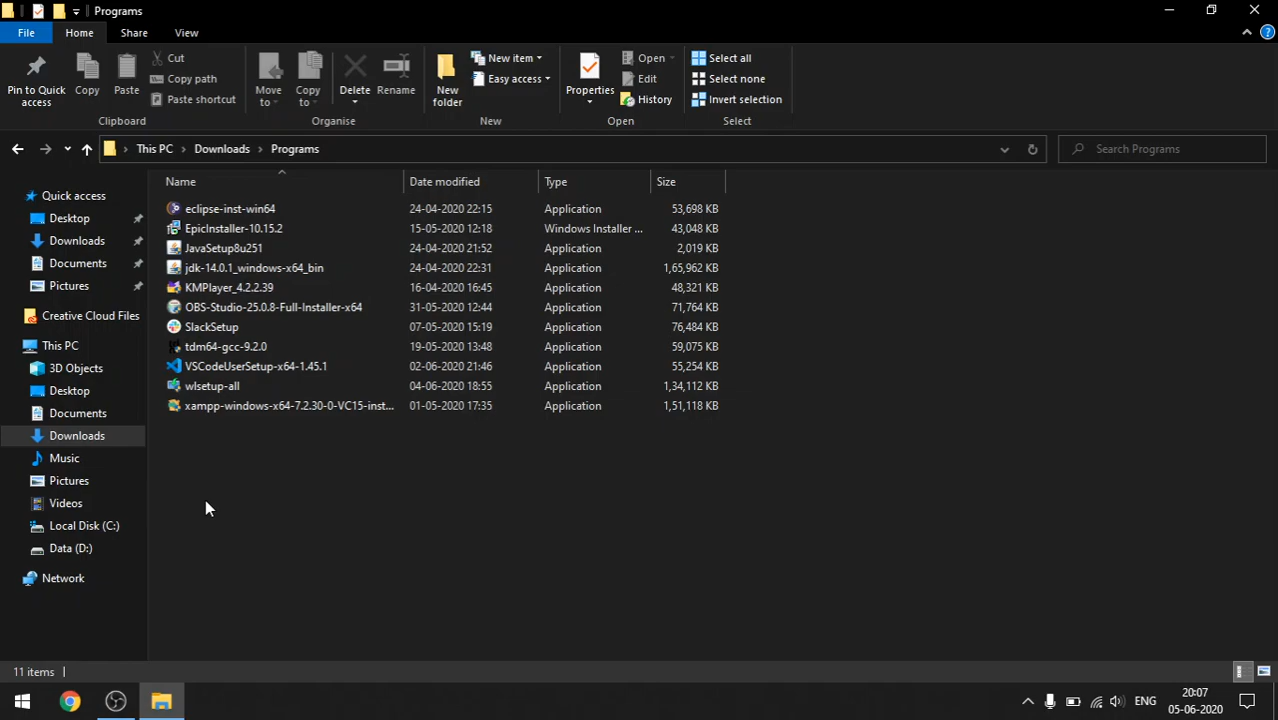 Programs
File Home Share View
Pin to Quick access
Copy
Paste
Cut
Copy path
Paste shortcut
Clipboard
Move to
Copy to
Delete
Rename
Organise
New folder
New item
Easy access
New
Properties
Open
Edit
History
Open
Select all
Select none
Invert selection
Select
This PC Downloads Programs
Search Programs
Quick access
Desktop
Downloads
Documents
Pictures
Creative Cloud Files
This PC
3D Objects
Desktop
Documents
Downloads
Music
Pictures
Videos
Local Disk (C:)
Data (D:)
Network
Name Date modified Type Size
eclipse-inst-win64 24-04-2020 22:15 Application 53,698 KB
EpicInstaller-10.15.2 15-05-2020 12:18 Windows Installer ... 43,048 KB
JavaSetup8u251 24-04-2020 21:52 Application 2,019 KB
jdk-14.0.1_windows-x64_bin 24-04-2020 22:31 Application 1,65,962 KB
KMPlayer_4.2.2.39 16-04-2020 16:45 Application 48,321 KB
OBS-Studio-25.0.8-Full-Installer-x64 31-05-2020 12:44 Application 71,764 KB
SlackSetup 07-05-2020 15:19 Application 76,484 KB
tdm64-gcc-9.2.0 19-05-2020 13:48 Application 59,075 KB
VSCodeUserSetup-x64-1.45.1 02-06-2020 21:46 Application 55,254 KB
wlsetup-all 04-06-2020 18:55 Application 1,34,112 KB
xampp-windows-x64-7.2.30-0-VC15-inst... 01-05-2020 17:35 Application 1,51,118 KB
11 items
ENG
20:07
05-06-2020